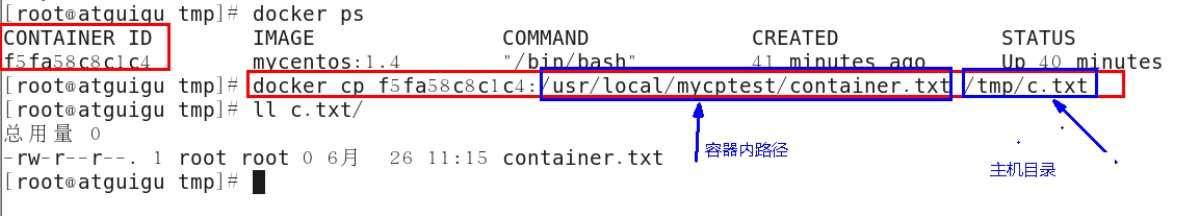 [root@atguigu tmp]# docker ps
CONTAINER ID IMAGE COMMAND CREATED STATUS
f5fa58c8c1c4 mycentos:1.4 "/bin/bash" 41 minutes ago Up 40 minutes
[root@atguigu tmp]# docker cp f5fa58c8c1c4:/usr/local/mycptest/container.txt /tmp/c.txt
[root@atguigu tmp]# ll c.txt/
总用量 0
-rw-r--r--. 1 root root 0 6月 26 11:15 container.txt
[root@atguigu tmp]#
容器内路径
主机目录